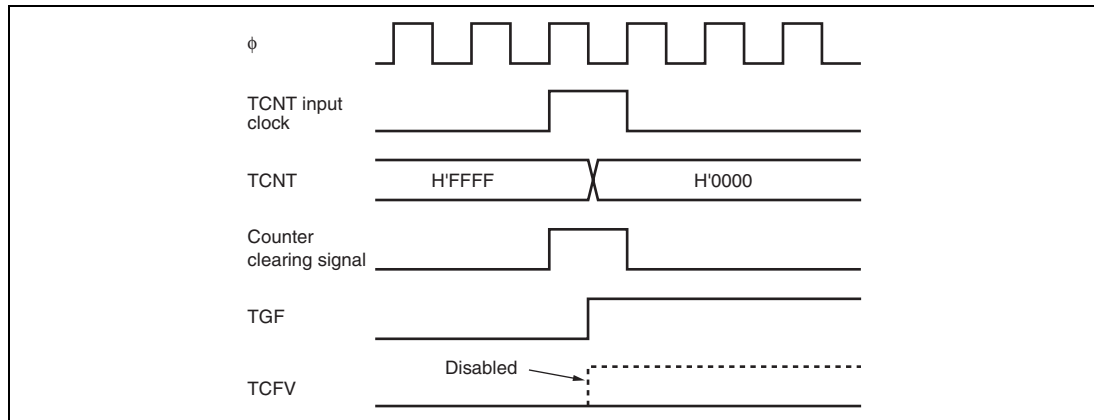 ϕ
TCNT input
clock
TCNT
H'FFFF
H'0000
Counter
clearing signal
TGF
Disabled
TCFV